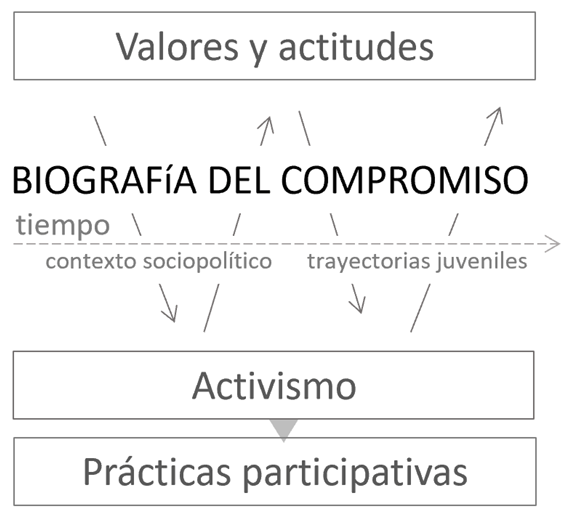 Valores y actitudes
BIOGRAFíA DEL COMPROMISO
tiempo
contexto sociopolítico trayectorias juveniles
Activismo
Prácticas participativas